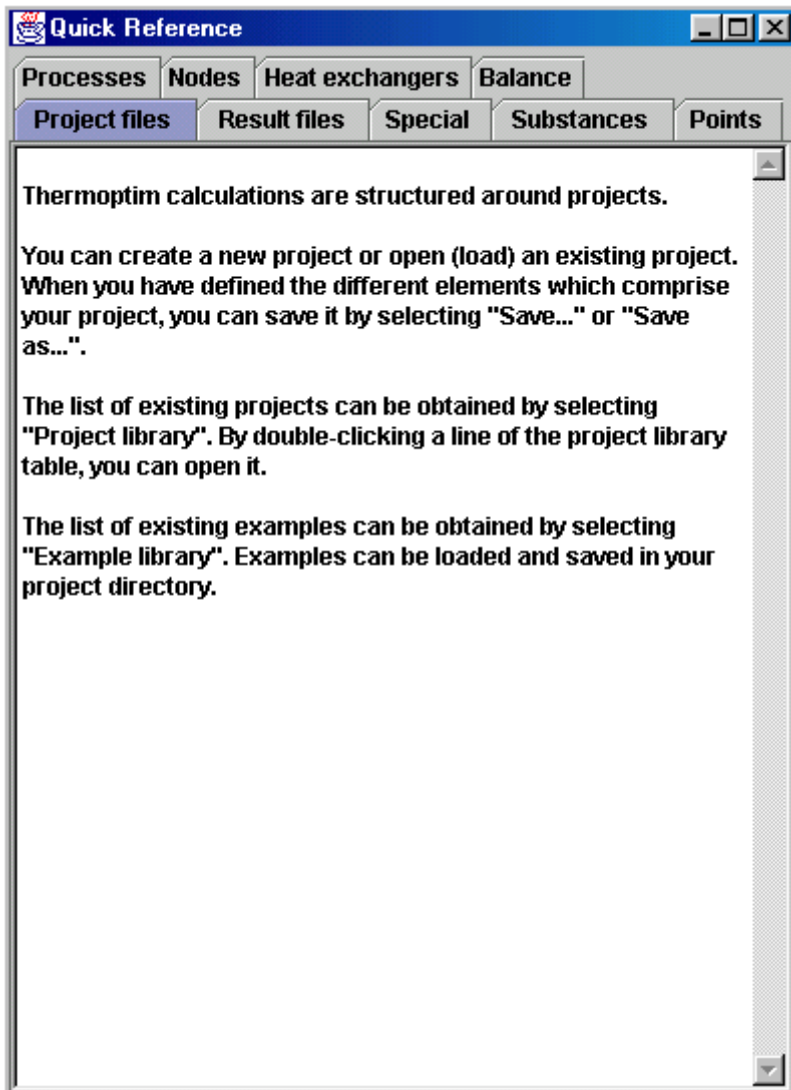 Quick Reference
Processes Nodes Heat exchangers Balance
Project files Result files Special Substances Points
Thermoptim calculations are structured around projects.
You can create a new project or open (load) an existing project.
When you have defined the different elements which comprise
your project, you can save it by selecting "Save..." or "Save
as...".
The list of existing projects can be obtained by selecting
"Project library". By double-clicking a line of the project library
table, you can open it.
The list of existing examples can be obtained by selecting
"Example library". Examples can be loaded and saved in your
project directory.